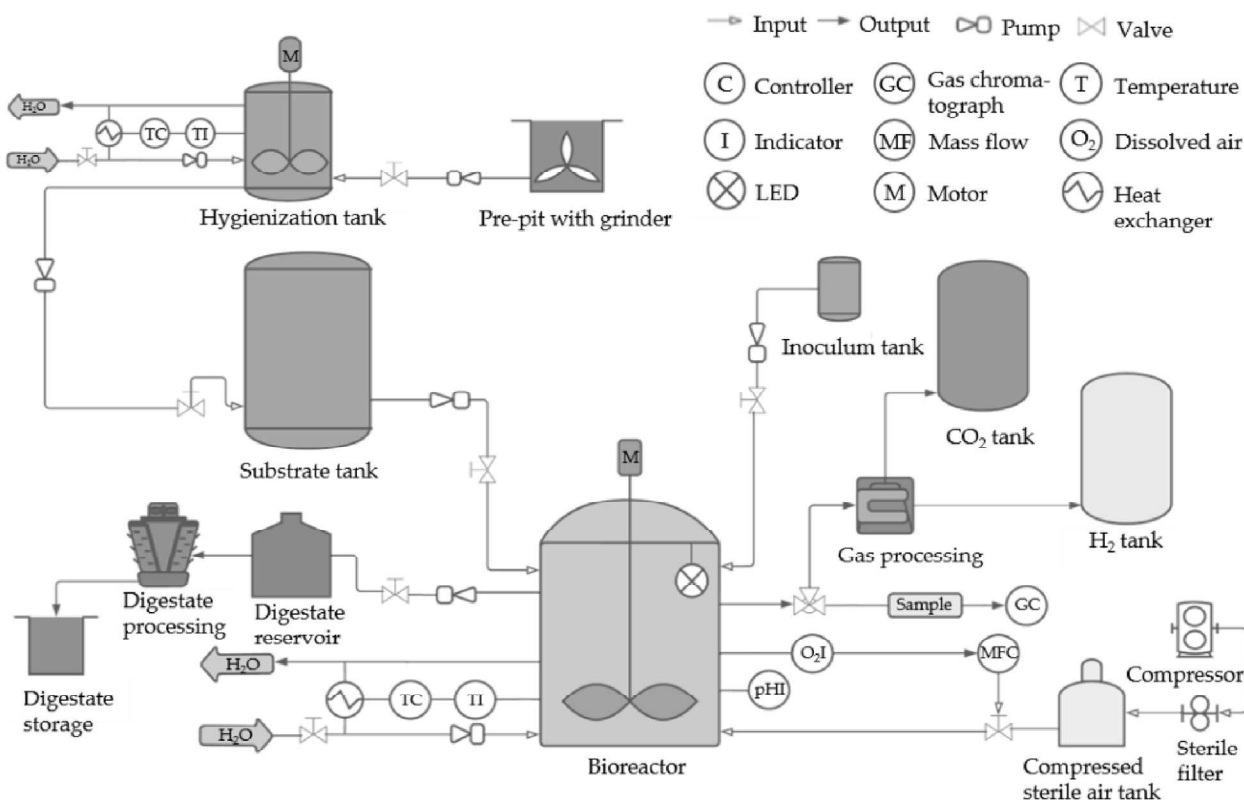 Input
Output
Pump
Valve
C
Controller
GC
Gas chroma-
tograph
T
Temperature
I
Indicator
MF
Mass flow
O₂
Dissolved air
LED
M
Motor
Heat
exchanger
M
H₂O
TC
TI
H₂O
Hygienization tank
Pre-pit with grinder
Substrate tank
Inoculum tank
CO₂ tank
H₂ tank
Gas processing
M
Sample
GC
O₂I
MFC
pHI
Digestate
processing
Digestate
reservoir
Digestate
storage
H₂O
TC
TI
H₂O
Bioreactor
Compressor
Sterile
filter
Compressed
sterile air tank